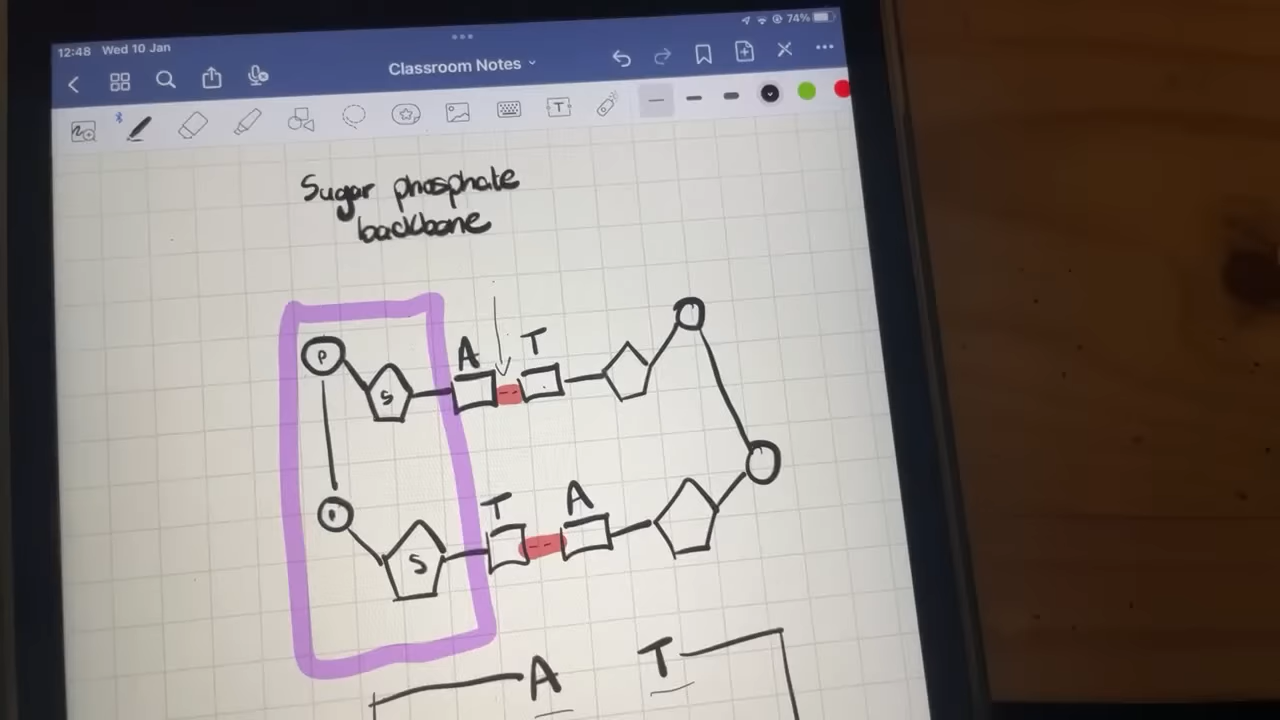 12:48 Wed 10 Jan
74%
Classroom Notes
T
Sugar phosphate
backbone
A T
P
S
T A
S
A T